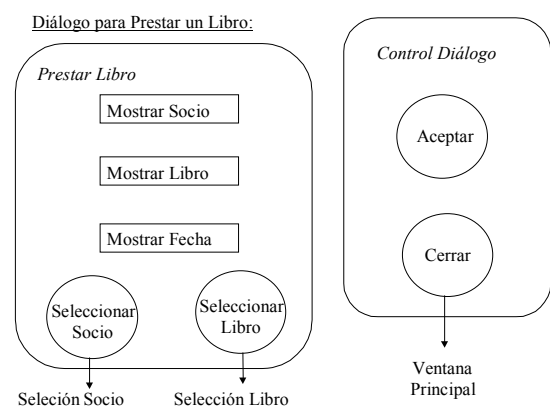 Diálogo para Prestar un Libro:
Prestar Libro
Mostrar Socio
Mostrar Libro
Mostrar Fecha
Seleccionar
Socio
Seleccionar
Libro
Seleción Socio
Selección Libro
Control Diálogo
Aceptar
Cerrar
Ventana
Principal